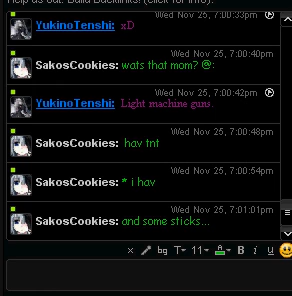 Help us out. Build Backlinks! (click for info).
Wed Nov 25, 7:00:33pm
YukinoTenshi: xD
Wed Nov 25, 7:00:40pm
SakosCookies: wats that mom? @:
Wed Nov 25, 7:00:42pm
YukinoTenshi: Light machine guns.
Wed Nov 25, 7:00:48pm
SakosCookies: hav tnt
Wed Nov 25, 7:00:54pm
SakosCookies: * i hav
Wed Nov 25, 7:01:01pm
SakosCookies: and some sticks...
× bg T 11 B i u